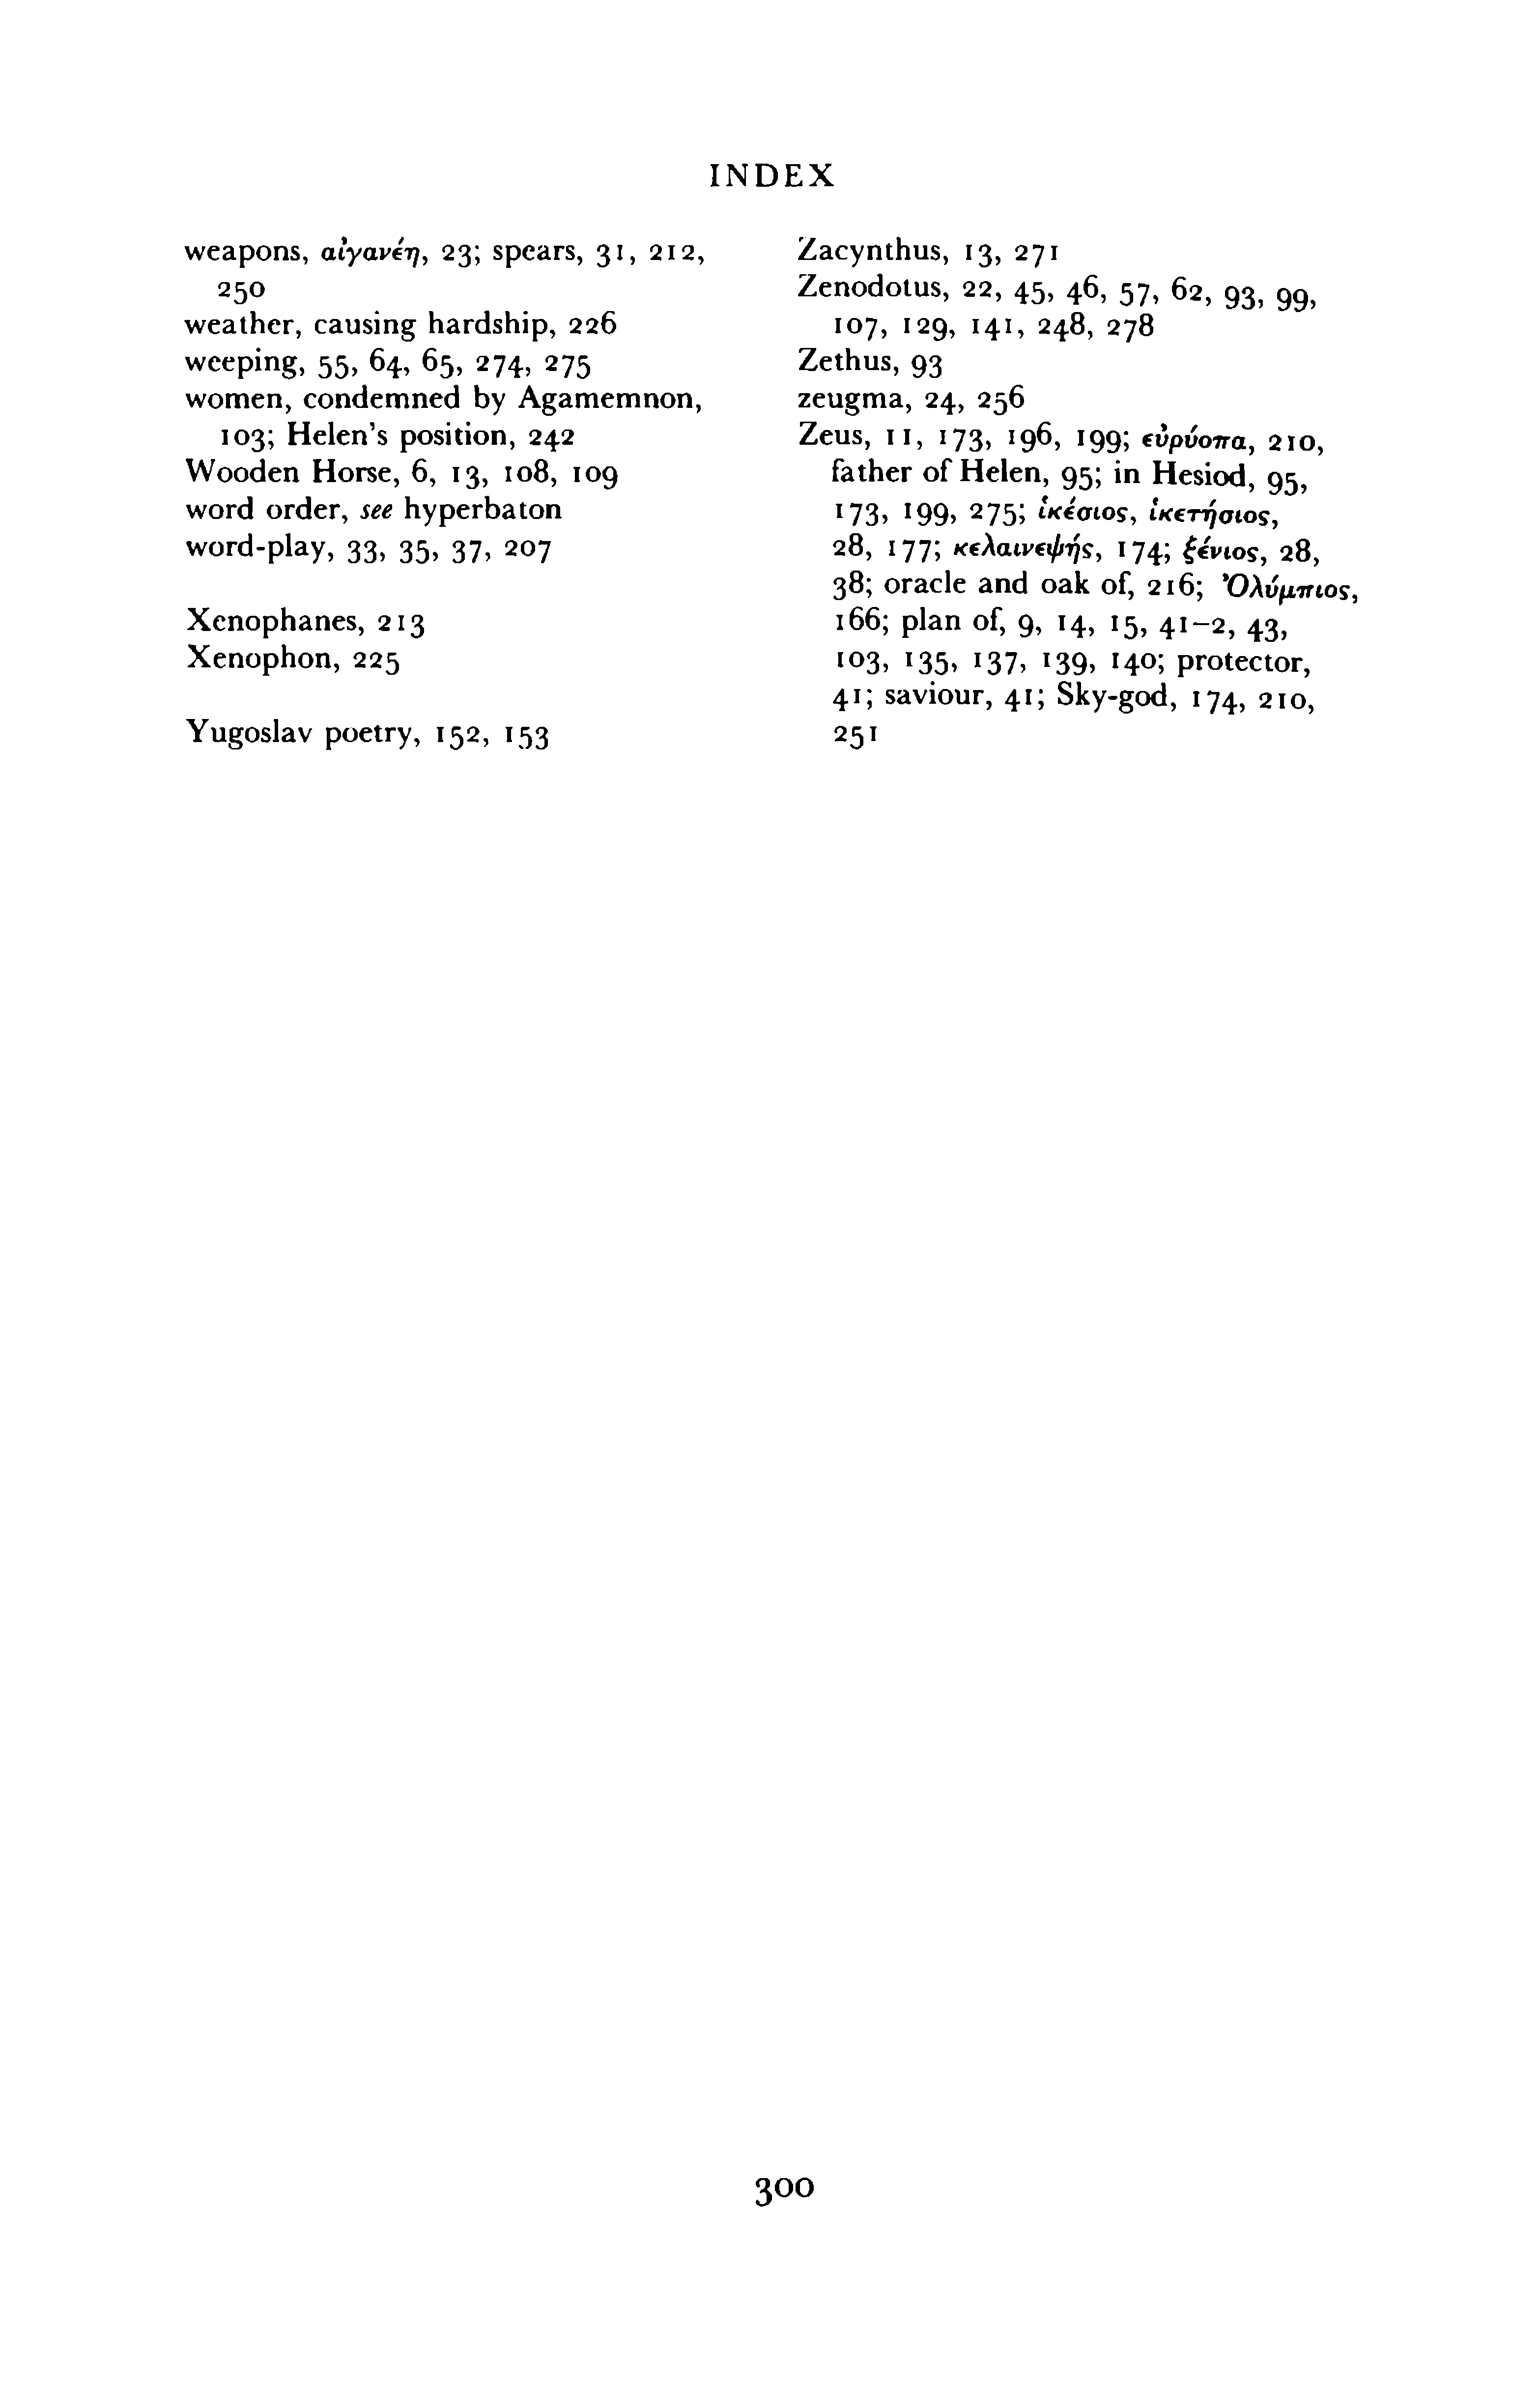 INDEX
weapons, αἰγανέη, 23; spears, 31, 212,
250
weather, causing hardship, 226
weeping, 55, 64, 65, 274, 275
women, condemned by Agamemnon,
103; Helen's position, 242
Wooden Horse, 6, 13, 108, 109
word order, see hyperbaton
word-play, 33, 35, 37, 207
Xenophanes, 213
Xenophon, 225
Yugoslav poetry, 152, 153
Zacynthus, 13, 271
Zenodotus, 22, 45, 46, 57, 62, 93, 99,
107, 129, 141, 248, 278
Zethus, 93
zeugma, 24, 256
Zeus, 11, 173, 196, 199; εὐρύοπα, 210,
father of Helen, 95; in Hesiod, 95,
173, 199, 275; ἱκέσιος, ἱκετήσιος,
28, 177; κελαινεψής, 174; ξένιος, 28,
38; oracle and oak of, 216; Ὀλύμπιος,
166; plan of, 9, 14, 15, 41–2, 43,
103, 135, 137, 139, 140; protector,
41; saviour, 41; Sky-god, 174, 210,
251
300